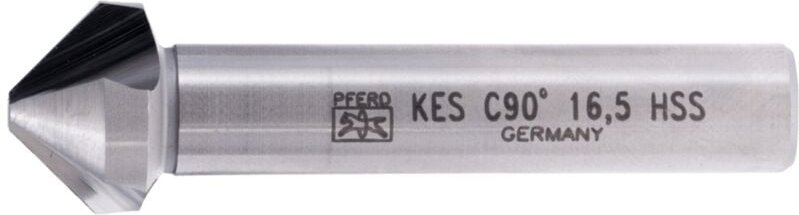 PFERD
KES C90° 16,5 HSS
GERMANY